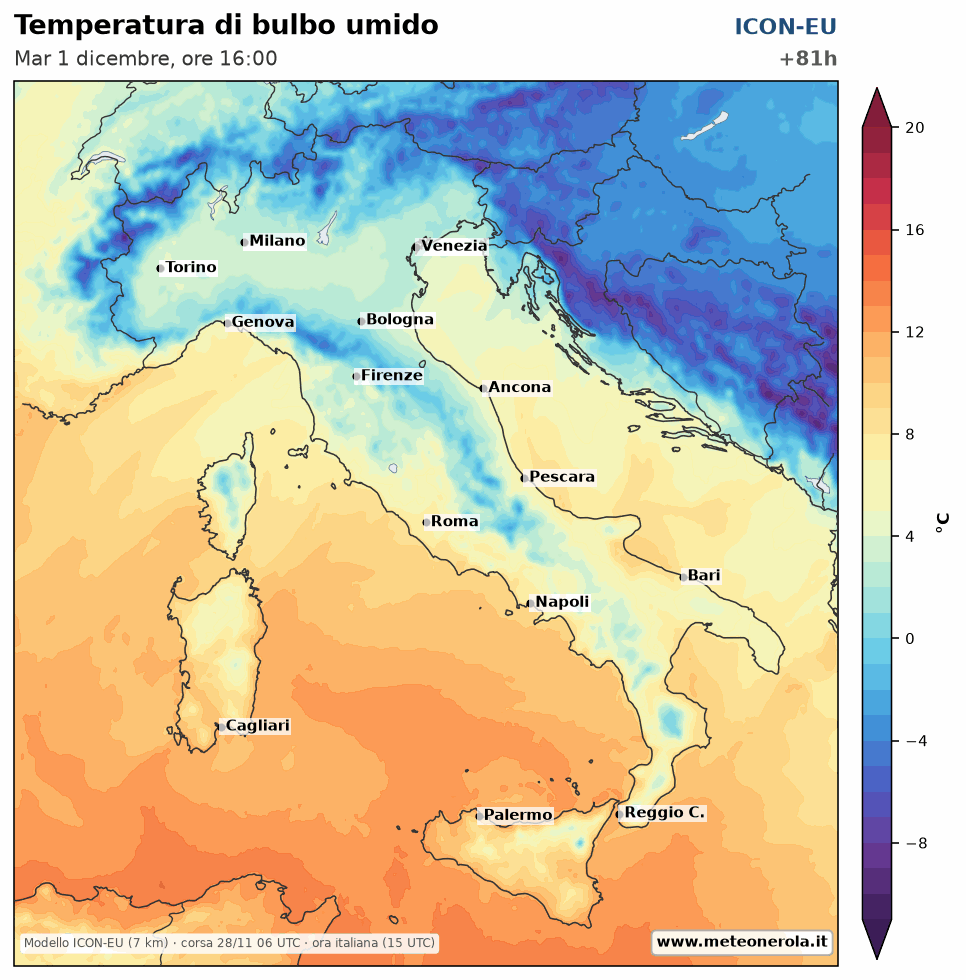 Temperatura di bulbo umido
ICON-EU
Mar 1 dicembre, ore 16:00
+81h
20
16
12
8
4
0
−4
−8
°C
Milano
Venezia
Torino
Genova
Bologna
Firenze
Ancona
Pescara
Roma
Bari
Napoli
Cagliari
Palermo
Reggio C.
Modello ICON-EU (7 km) · corsa 28/11 06 UTC · ora italiana (15 UTC)
www.meteonerola.it